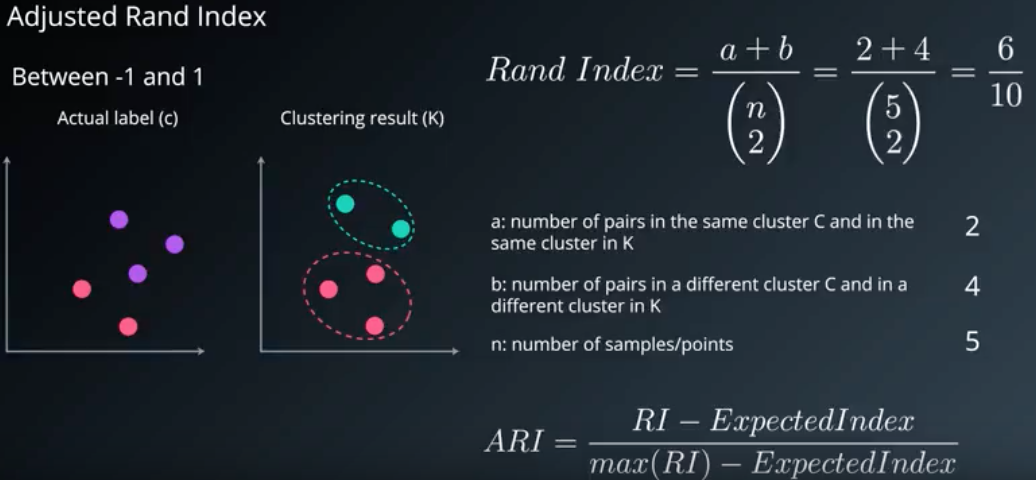 Adjusted Rand Index
Between -1 and 1
Actual label (c)
Clustering result (K)
Rand Index = \frac{a + b}{\binom{n}{2}} = \frac{2 + 4}{\binom{5}{2}} = \frac{6}{10}
a: number of pairs in the same cluster C and in the
same cluster in K
2
b: number of pairs in a different cluster C and in a
different cluster in K
4
n: number of samples/points
5
ARI = \frac{RI - ExpectedIndex}{max(RI) - ExpectedIndex}